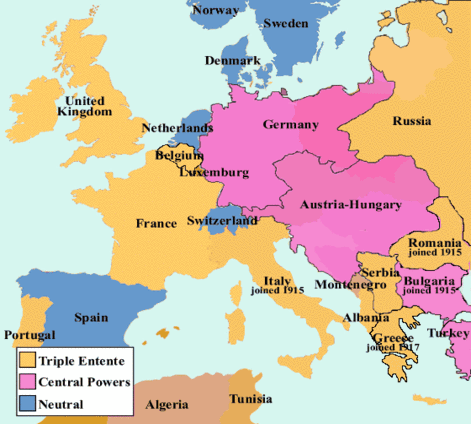 Norway
Sweden
Denmark
United
Kingdom
Netherlands
Germany
Russia
Belgium
Luxemburg
Austria-Hungary
France
Switzerland
Romania
joined 1915
Serbia
Italy
joined 1915
Montenegro
Bulgaria
joined 1915
Spain
Albania
Portugal
Greece
joined 1917
Turkey
Triple Entente
Central Powers
Neutral
Algeria
Tunisia